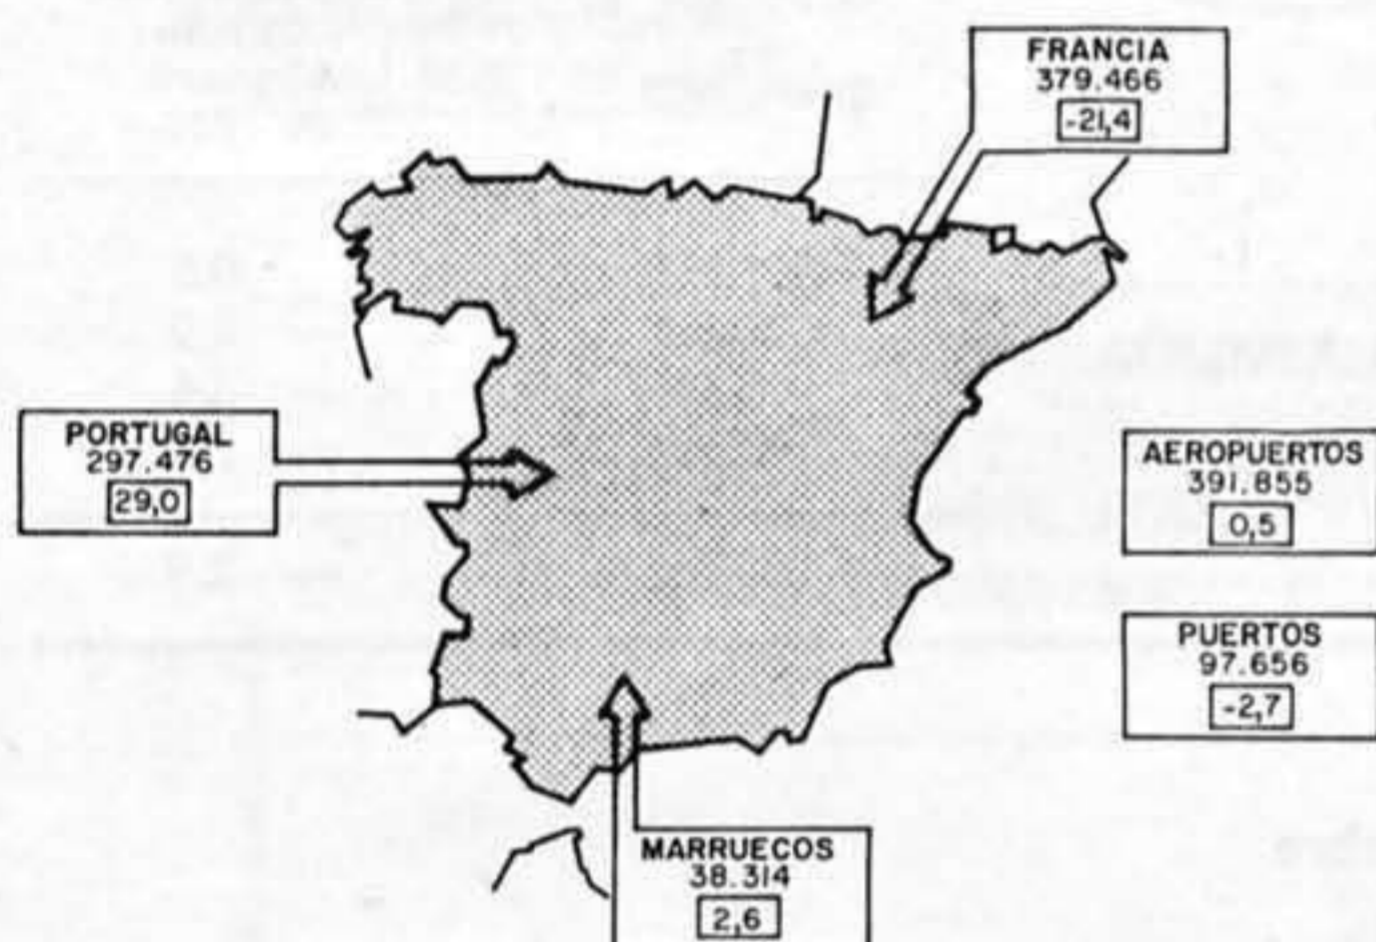 FRANCIA
379.466
-21,4
PORTUGAL
297.476
29,0
AEROPUERTOS
391.855
0,5
PUERTOS
97.656
-2,7
MARRUECOS
38.314
2,6